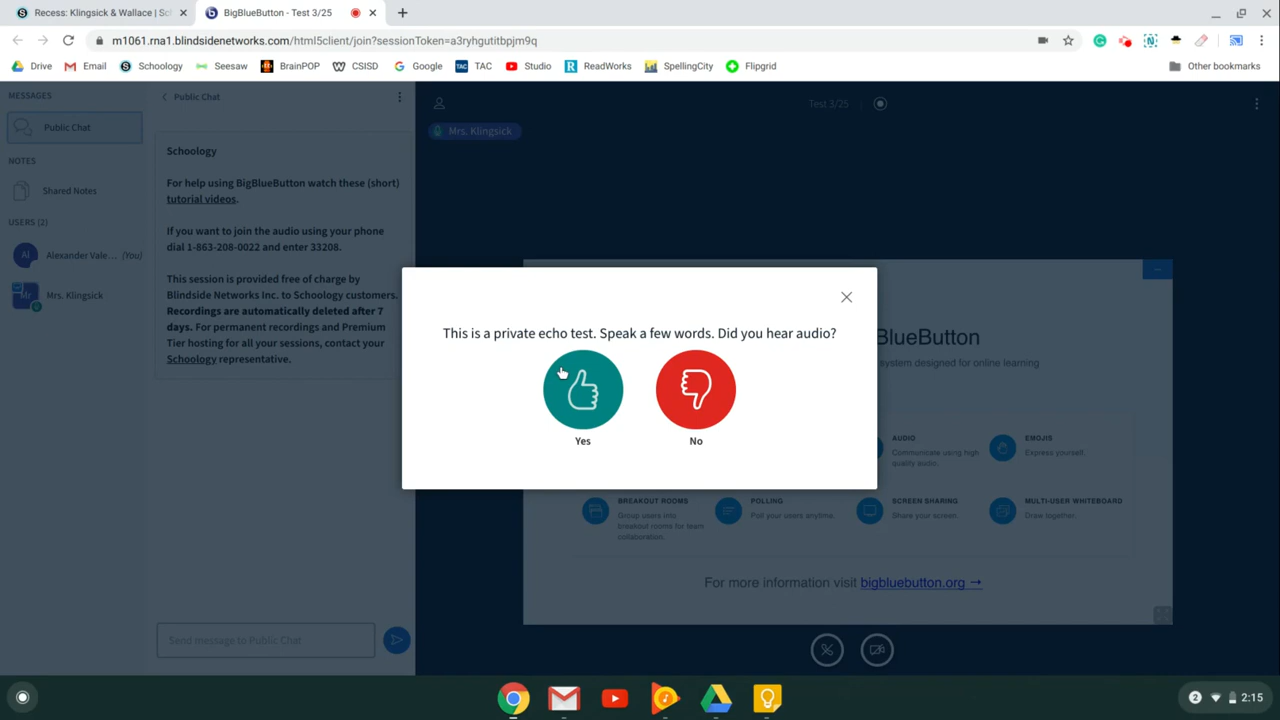 Recess: Klingsick & Wallace | Sch
BigBlueButton - Test 3/25
m1061.rna1.blindsidenetworks.com/html5client/join?sessionToken=a3ryhgutitbpjm9q
Drive
Email
Schoology
Seesaw
BrainPOP
CSISD
Google
TAC
TAC
Studio
ReadWorks
SpellingCity
Flipgrid
Other bookmarks
MESSAGES
Public Chat
NOTES
Shared Notes
USERS (2)
Al
Alexander Vale... (You)
Mr
Mrs. Klingsick
Public Chat
Schoology
For help using BigBlueButton watch these (short)
tutorial videos.
If you want to join the audio using your phone
dial 1-863-208-0022 and enter 33208.
This session is provided free of charge by
Blindside Networks Inc. to Schoology customers.
Recordings are automatically deleted after 7
days. For permanent recordings and Premium
Tier hosting for all your sessions, contact your
Schoology representative.
Send message to Public Chat
Test 3/25
Mrs. Klingsick
This is a private echo test. Speak a few words. Did you hear audio?
Yes
No
BlueButton
system designed for online learning
AUDIO
Communicate using high
quality audio.
EMOJIS
Express yourself.
BREAKOUT ROOMS
Group users into
breakout rooms for team
collaboration.
POLLING
Poll your users anytime.
SCREEN SHARING
Share your screen.
MULTI-USER WHITEBOARD
Draw together.
For more information visit bigbluebutton.org →
2
2:15